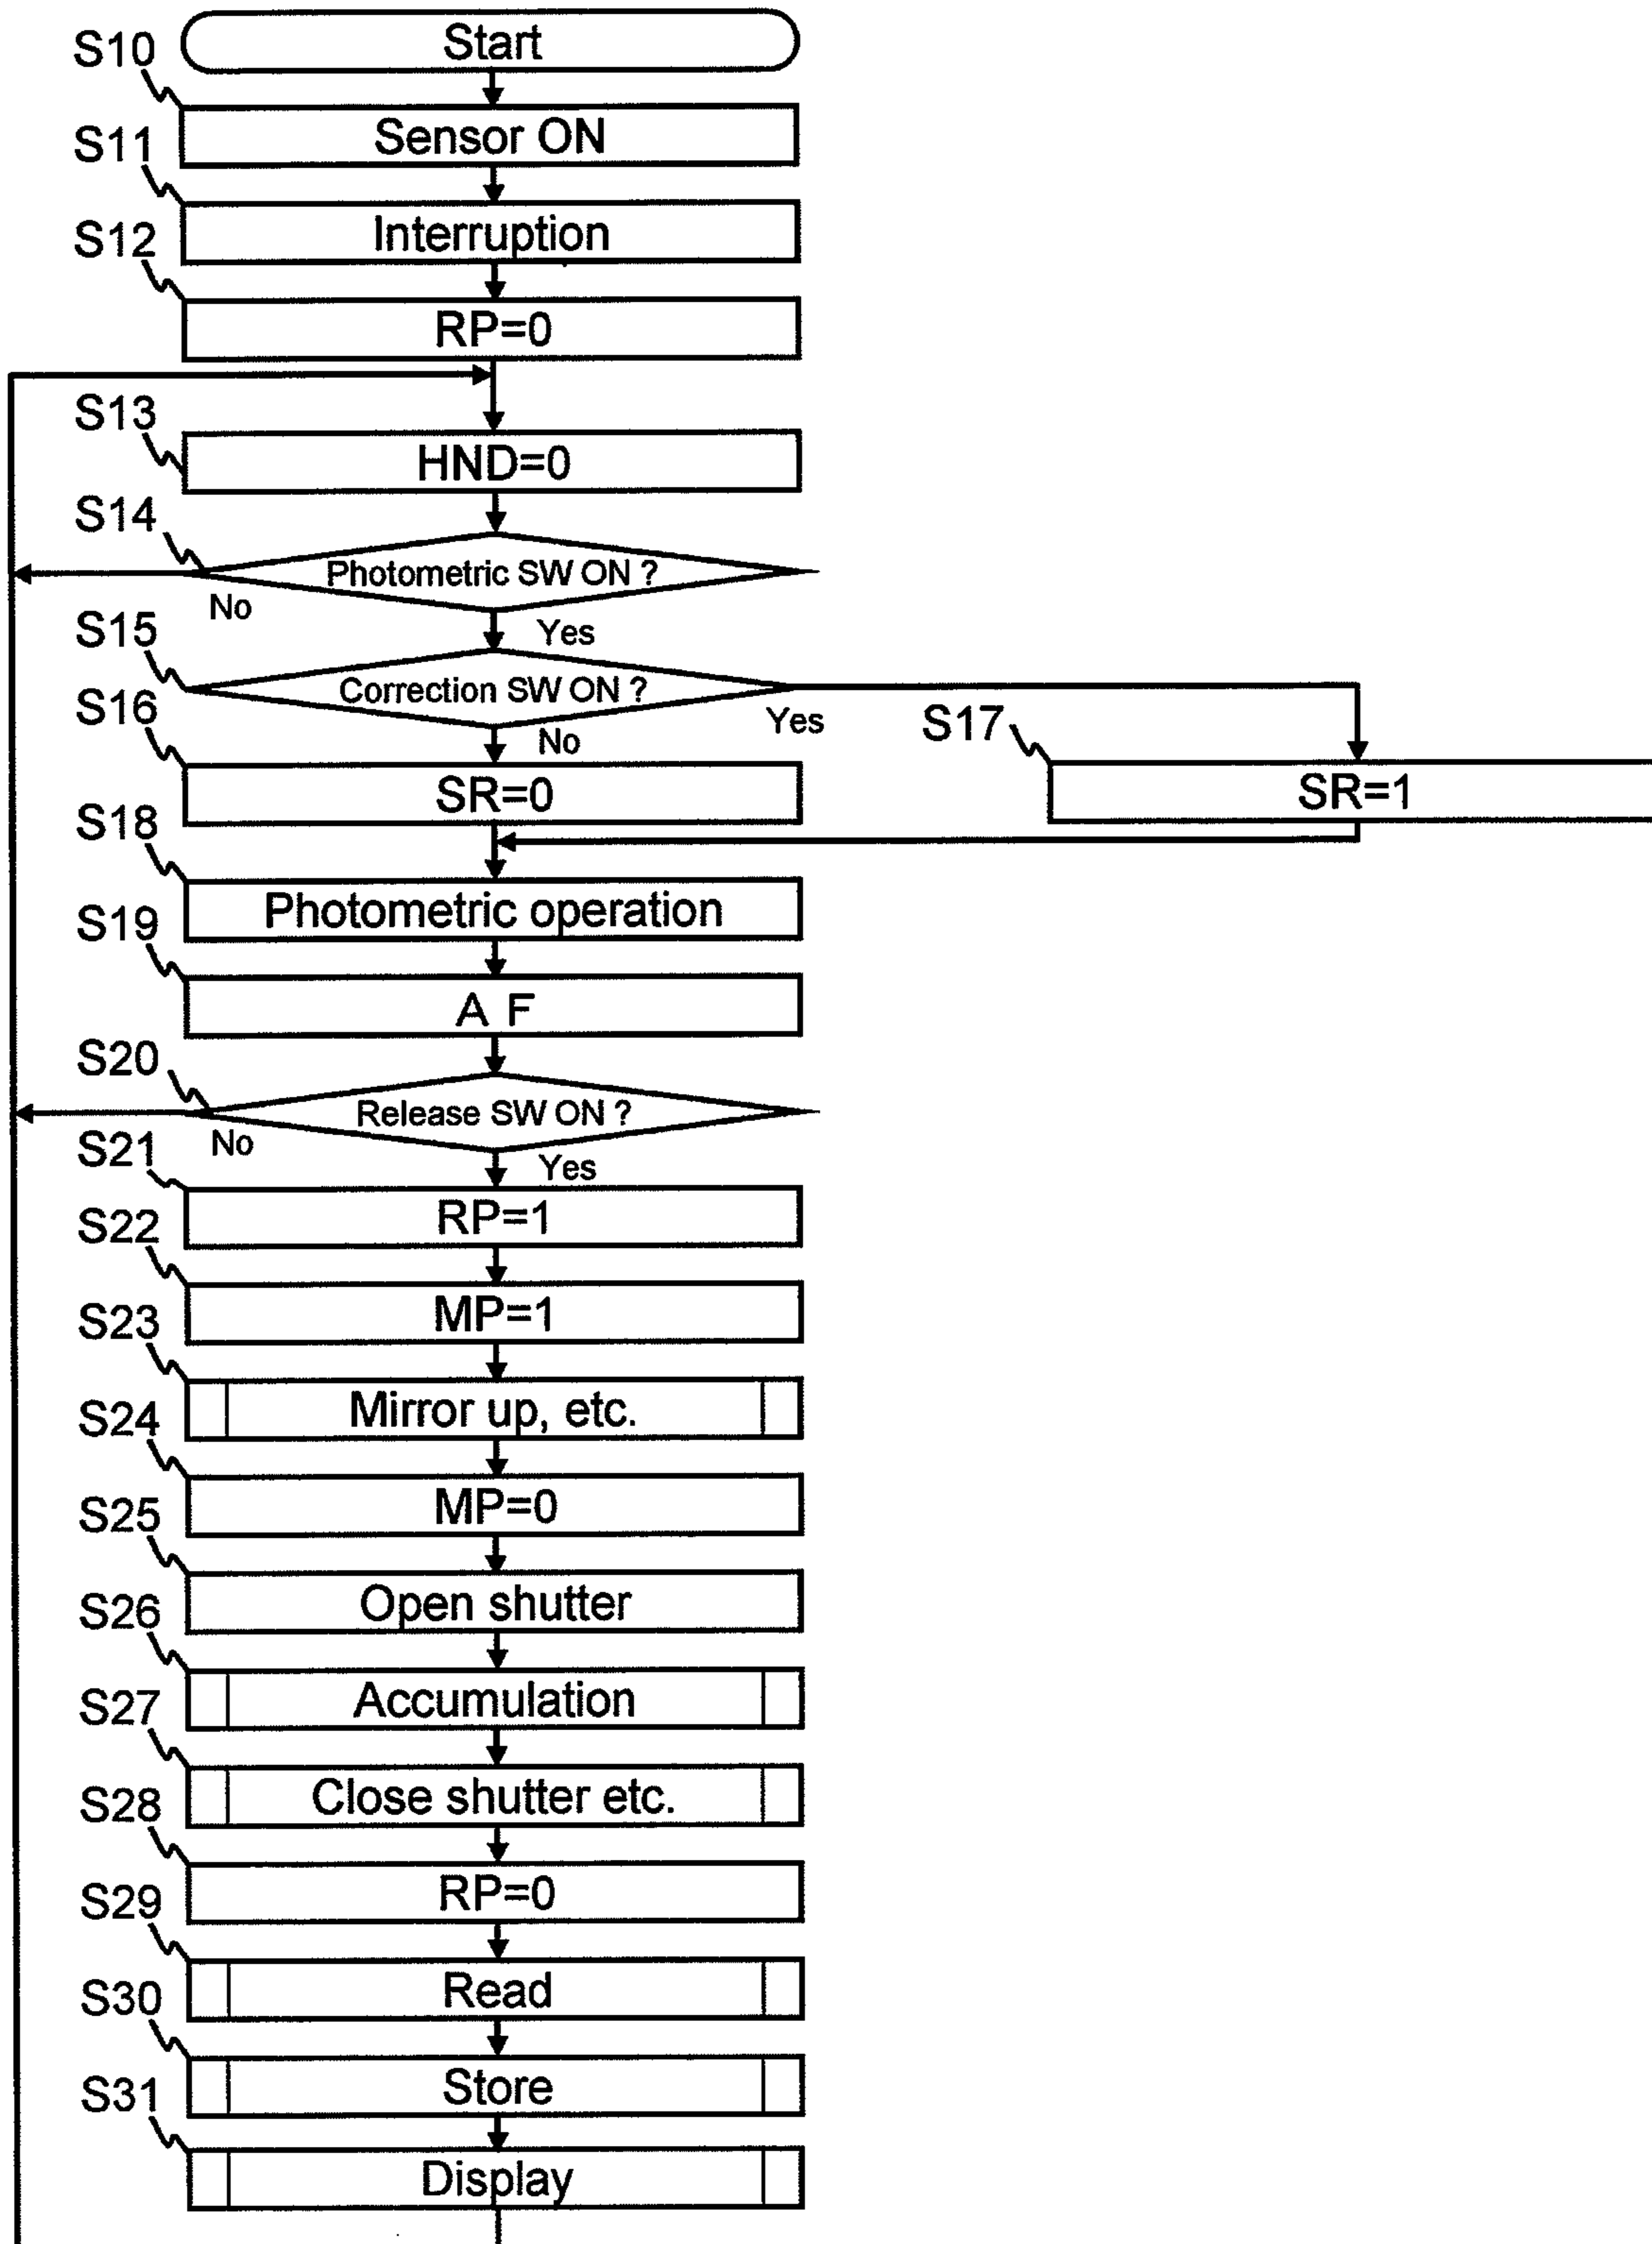 Start
S10
Sensor ON
S11
Interruption
S12
RP=0
S13
HND=0
S14
Photometric SW ON ?
No
Yes
S15
Correction SW ON ?
Yes
No
S16
SR=0
S17
SR=1
S18
Photometric operation
S19
A F
S20
Release SW ON ?
No
Yes
S21
RP=1
S22
MP=1
S23
Mirror up, etc.
S24
MP=0
S25
Open shutter
S26
Accumulation
S27
Close shutter etc.
S28
RP=0
S29
Read
S30
Store
S31
Display